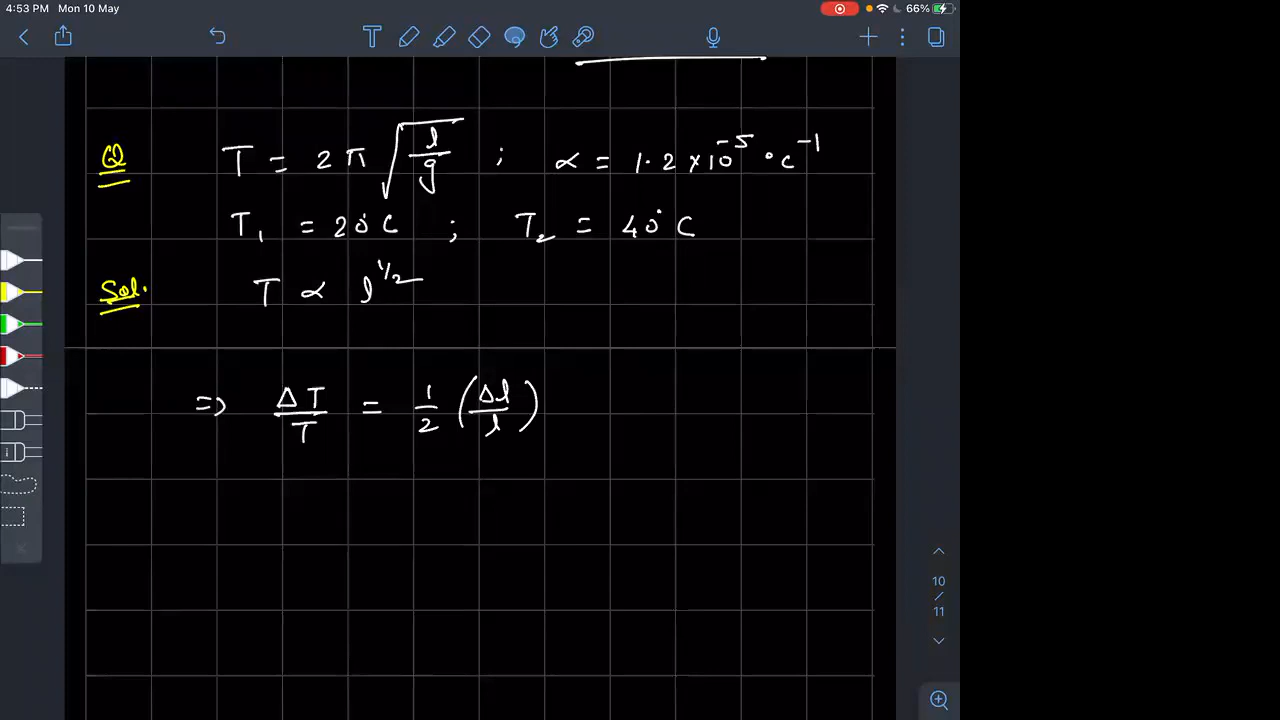 4:53 PM Mon 10 May 66%
Q T = 2π √(l/g) ; α = 1.2 × 10⁻⁵ °c⁻¹
T₁ = 20°C ; T₂ = 40°C
Sol. T ∝ l^(1/2)
⇒ ΔT/T = 1/2 (Δl/l)
10
/
11